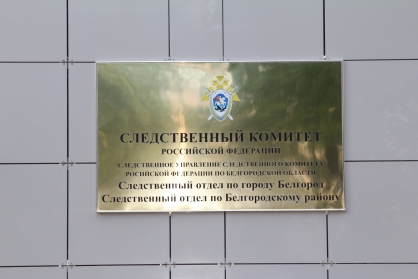 СЛЕДСТВЕННЫЙ КОМИТЕТ
РОССИЙСКОЙ ФЕДЕРАЦИИ
СЛЕДСТВЕННОЕ УПРАВЛЕНИЕ СЛЕДСТВЕННОГО КОМИТЕТА
РОСИЙСКОЙ ФЕДЕРАЦИИ ПО БЕЛГОРОДСКОЙ ОБЛАСТИ
Следственный отдел по городу Белгород
Следственный отдел по Белгородскому району